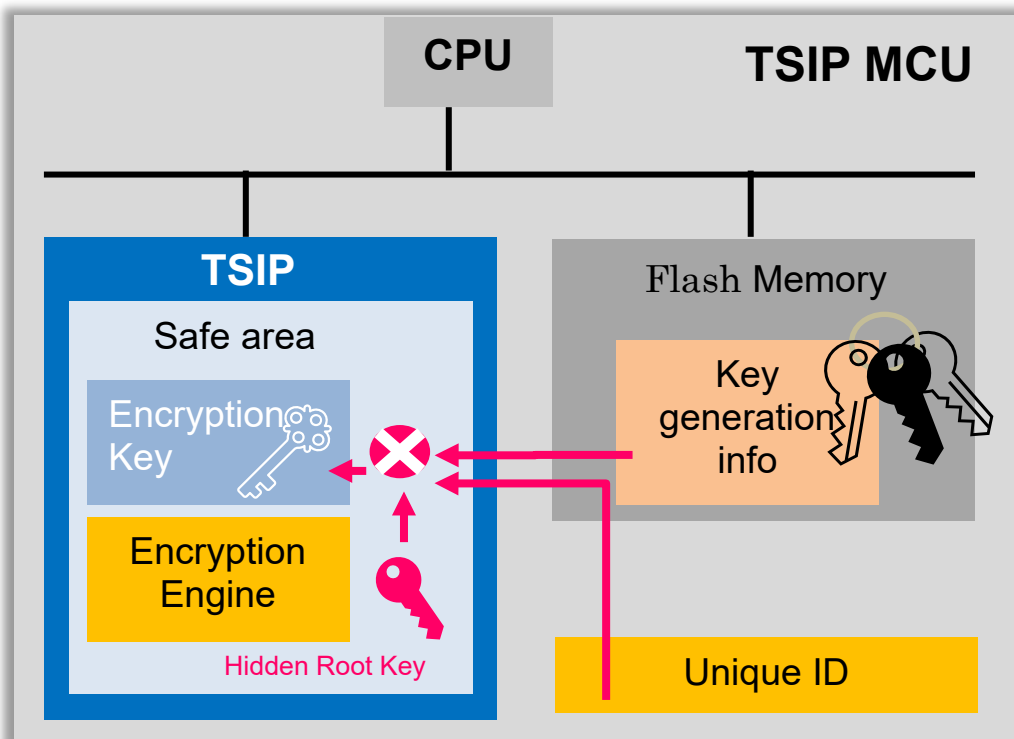 CPU
TSIP MCU
TSIP
Safe area
Encryption
Key
Encryption
Engine
Hidden Root Key
Flash Memory
Key
generation
info
Unique ID